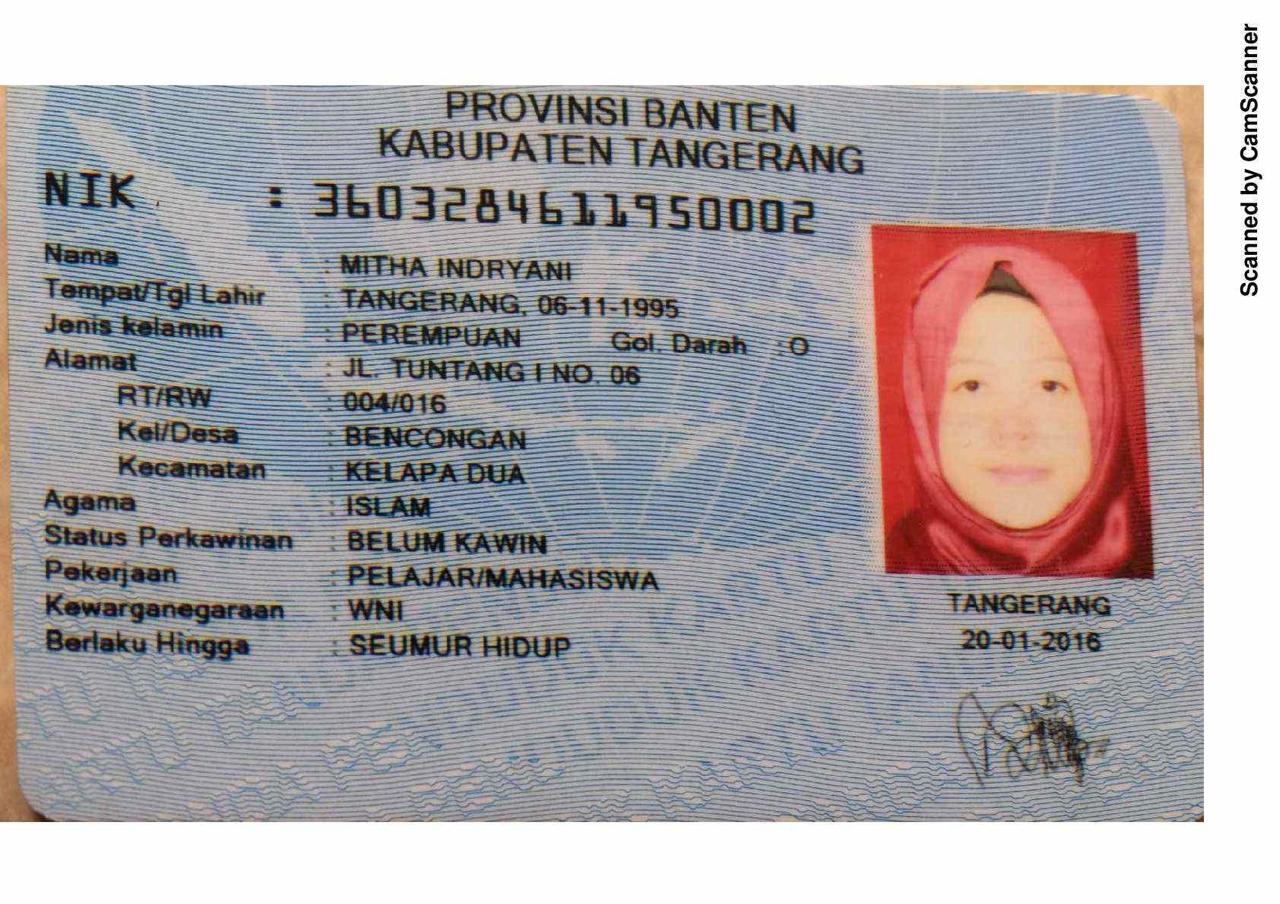 PROVINSI BANTEN
KABUPATEN TANGERANG
NIK : 3603284611950002
Nama : MITHA INDRYANI
Tempat/Tgl Lahir : TANGERANG, 06-11-1995
Jenis kelamin : PEREMPUAN Gol. Darah : O
Alamat : JL. TUNTANG I NO. 06
RT/RW : 004/016
Kel/Desa : BENCONGAN
Kecamatan : KELAPA DUA
Agama : ISLAM
Status Perkawinan : BELUM KAWIN
Pekerjaan : PELAJAR/MAHASISWA
Kewarganegaraan : WNI
Berlaku Hingga : SEUMUR HIDUP
TANGERANG
20-01-2016
Scanned by CamScanner